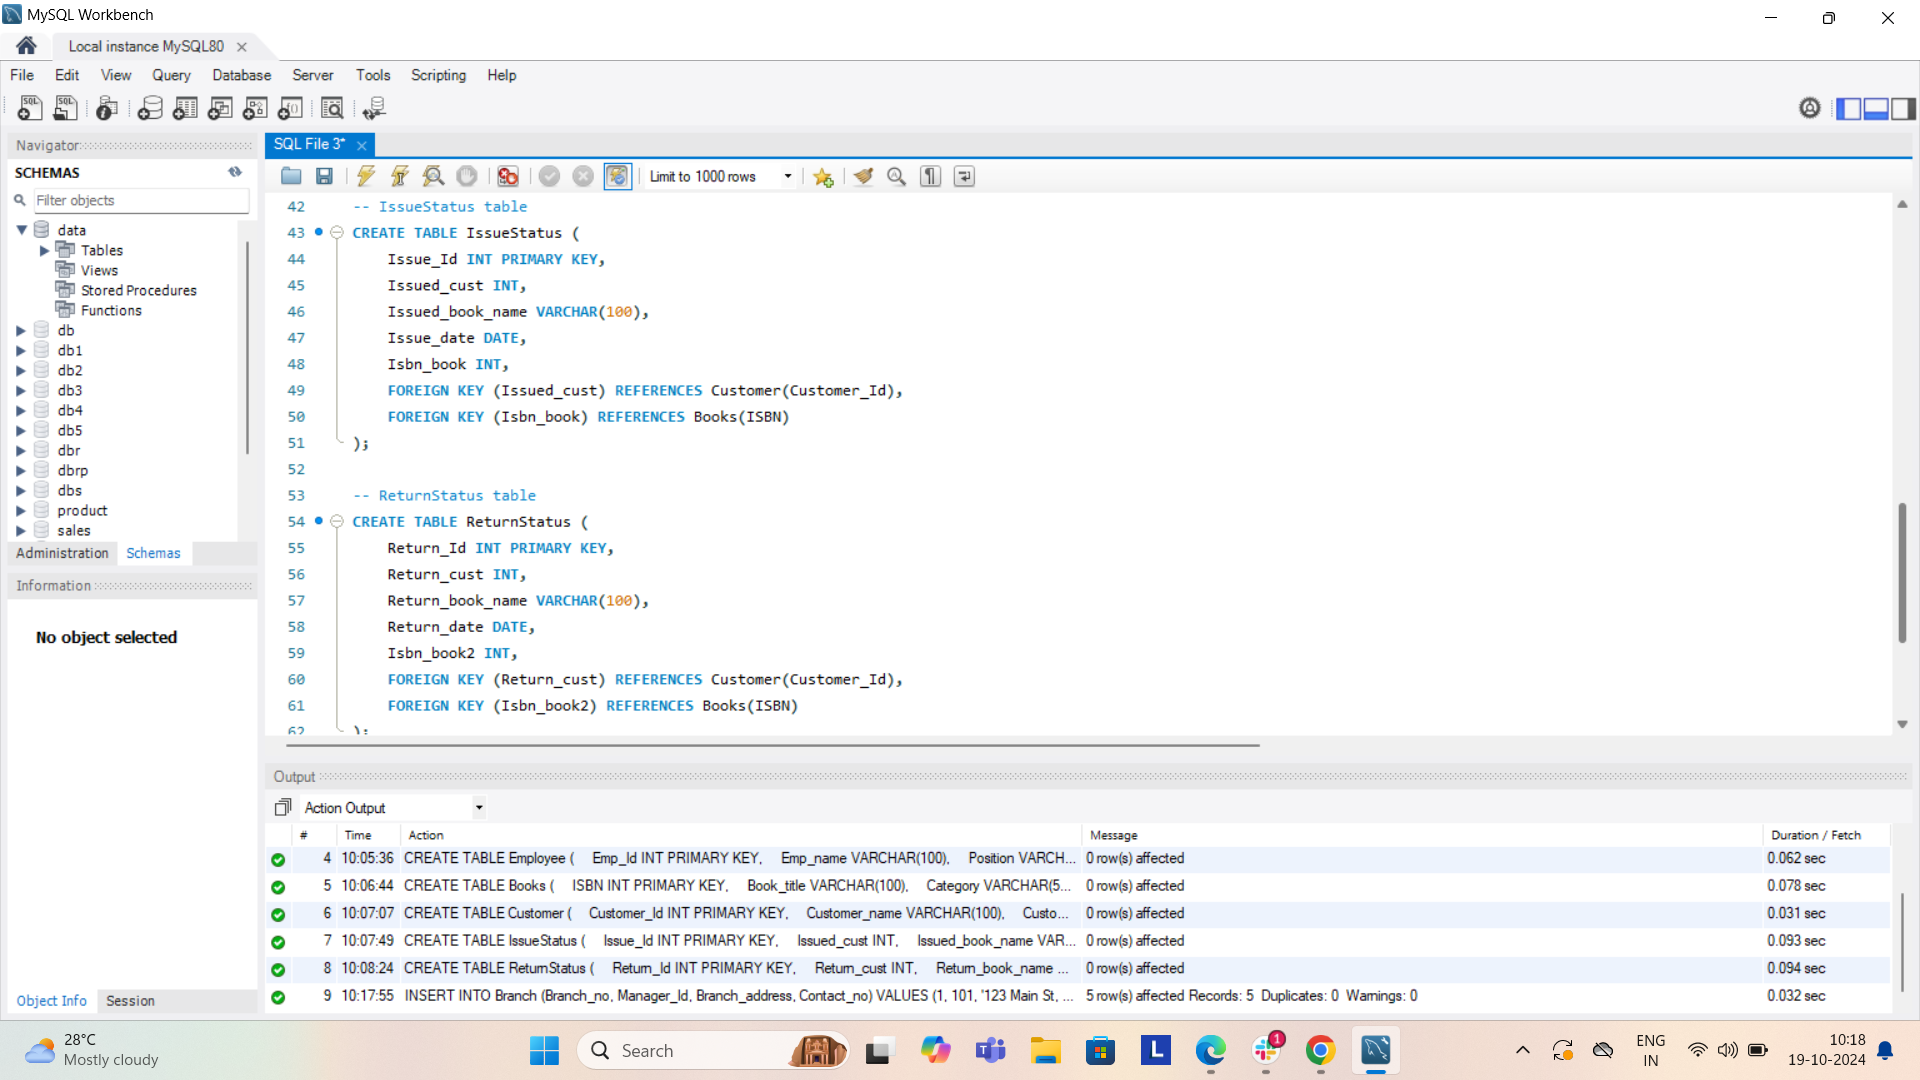 MySQL Workbench
Local instance MySQL80
File Edit View Query Database Server Tools Scripting Help
Navigator
SQL File 3*
SCHEMAS
Limit to 1000 rows
Filter objects
data
Tables
Views
Stored Procedures
Functions
db
db1
db2
db3
db4
db5
dbr
dbrp
dbs
product
sales
Administration Schemas
Information
No object selected
Object Info Session
42 -- IssueStatus table
43 CREATE TABLE IssueStatus (
44 Issue_Id INT PRIMARY KEY,
45 Issued_cust INT,
46 Issued_book_name VARCHAR(100),
47 Issue_date DATE,
48 Isbn_book INT,
49 FOREIGN KEY (Issued_cust) REFERENCES Customer(Customer_Id),
50 FOREIGN KEY (Isbn_book) REFERENCES Books(ISBN)
51 );
52
53 -- ReturnStatus table
54 CREATE TABLE ReturnStatus (
55 Return_Id INT PRIMARY KEY,
56 Return_cust INT,
57 Return_book_name VARCHAR(100),
58 Return_date DATE,
59 Isbn_book2 INT,
60 FOREIGN KEY (Return_cust) REFERENCES Customer(Customer_Id),
61 FOREIGN KEY (Isbn_book2) REFERENCES Books(ISBN)
62 );
Output
Action Output
# Time Action Message Duration / Fetch
4 10:05:36 CREATE TABLE Employee ( Emp_Id INT PRIMARY KEY, Emp_name VARCHAR(100), Position VARCH... 0 row(s) affected 0.062 sec
5 10:06:44 CREATE TABLE Books ( ISBN INT PRIMARY KEY, Book_title VARCHAR(100), Category VARCHAR(5... 0 row(s) affected 0.078 sec
6 10:07:07 CREATE TABLE Customer ( Customer_Id INT PRIMARY KEY, Customer_name VARCHAR(100), Custo... 0 row(s) affected 0.031 sec
7 10:07:49 CREATE TABLE IssueStatus ( Issue_Id INT PRIMARY KEY, Issued_cust INT, Issued_book_name VAR... 0 row(s) affected 0.093 sec
8 10:08:24 CREATE TABLE ReturnStatus ( Return_Id INT PRIMARY KEY, Return_cust INT, Return_book_name ... 0 row(s) affected 0.094 sec
9 10:17:55 INSERT INTO Branch (Branch_no, Manager_Id, Branch_address, Contact_no) VALUES (1, 101, '123 Main St, ... 5 row(s) affected Records: 5 Duplicates: 0 Warnings: 0 0.032 sec
28°C
Mostly cloudy
Search
1
ENG
IN
10:18
19-10-2024